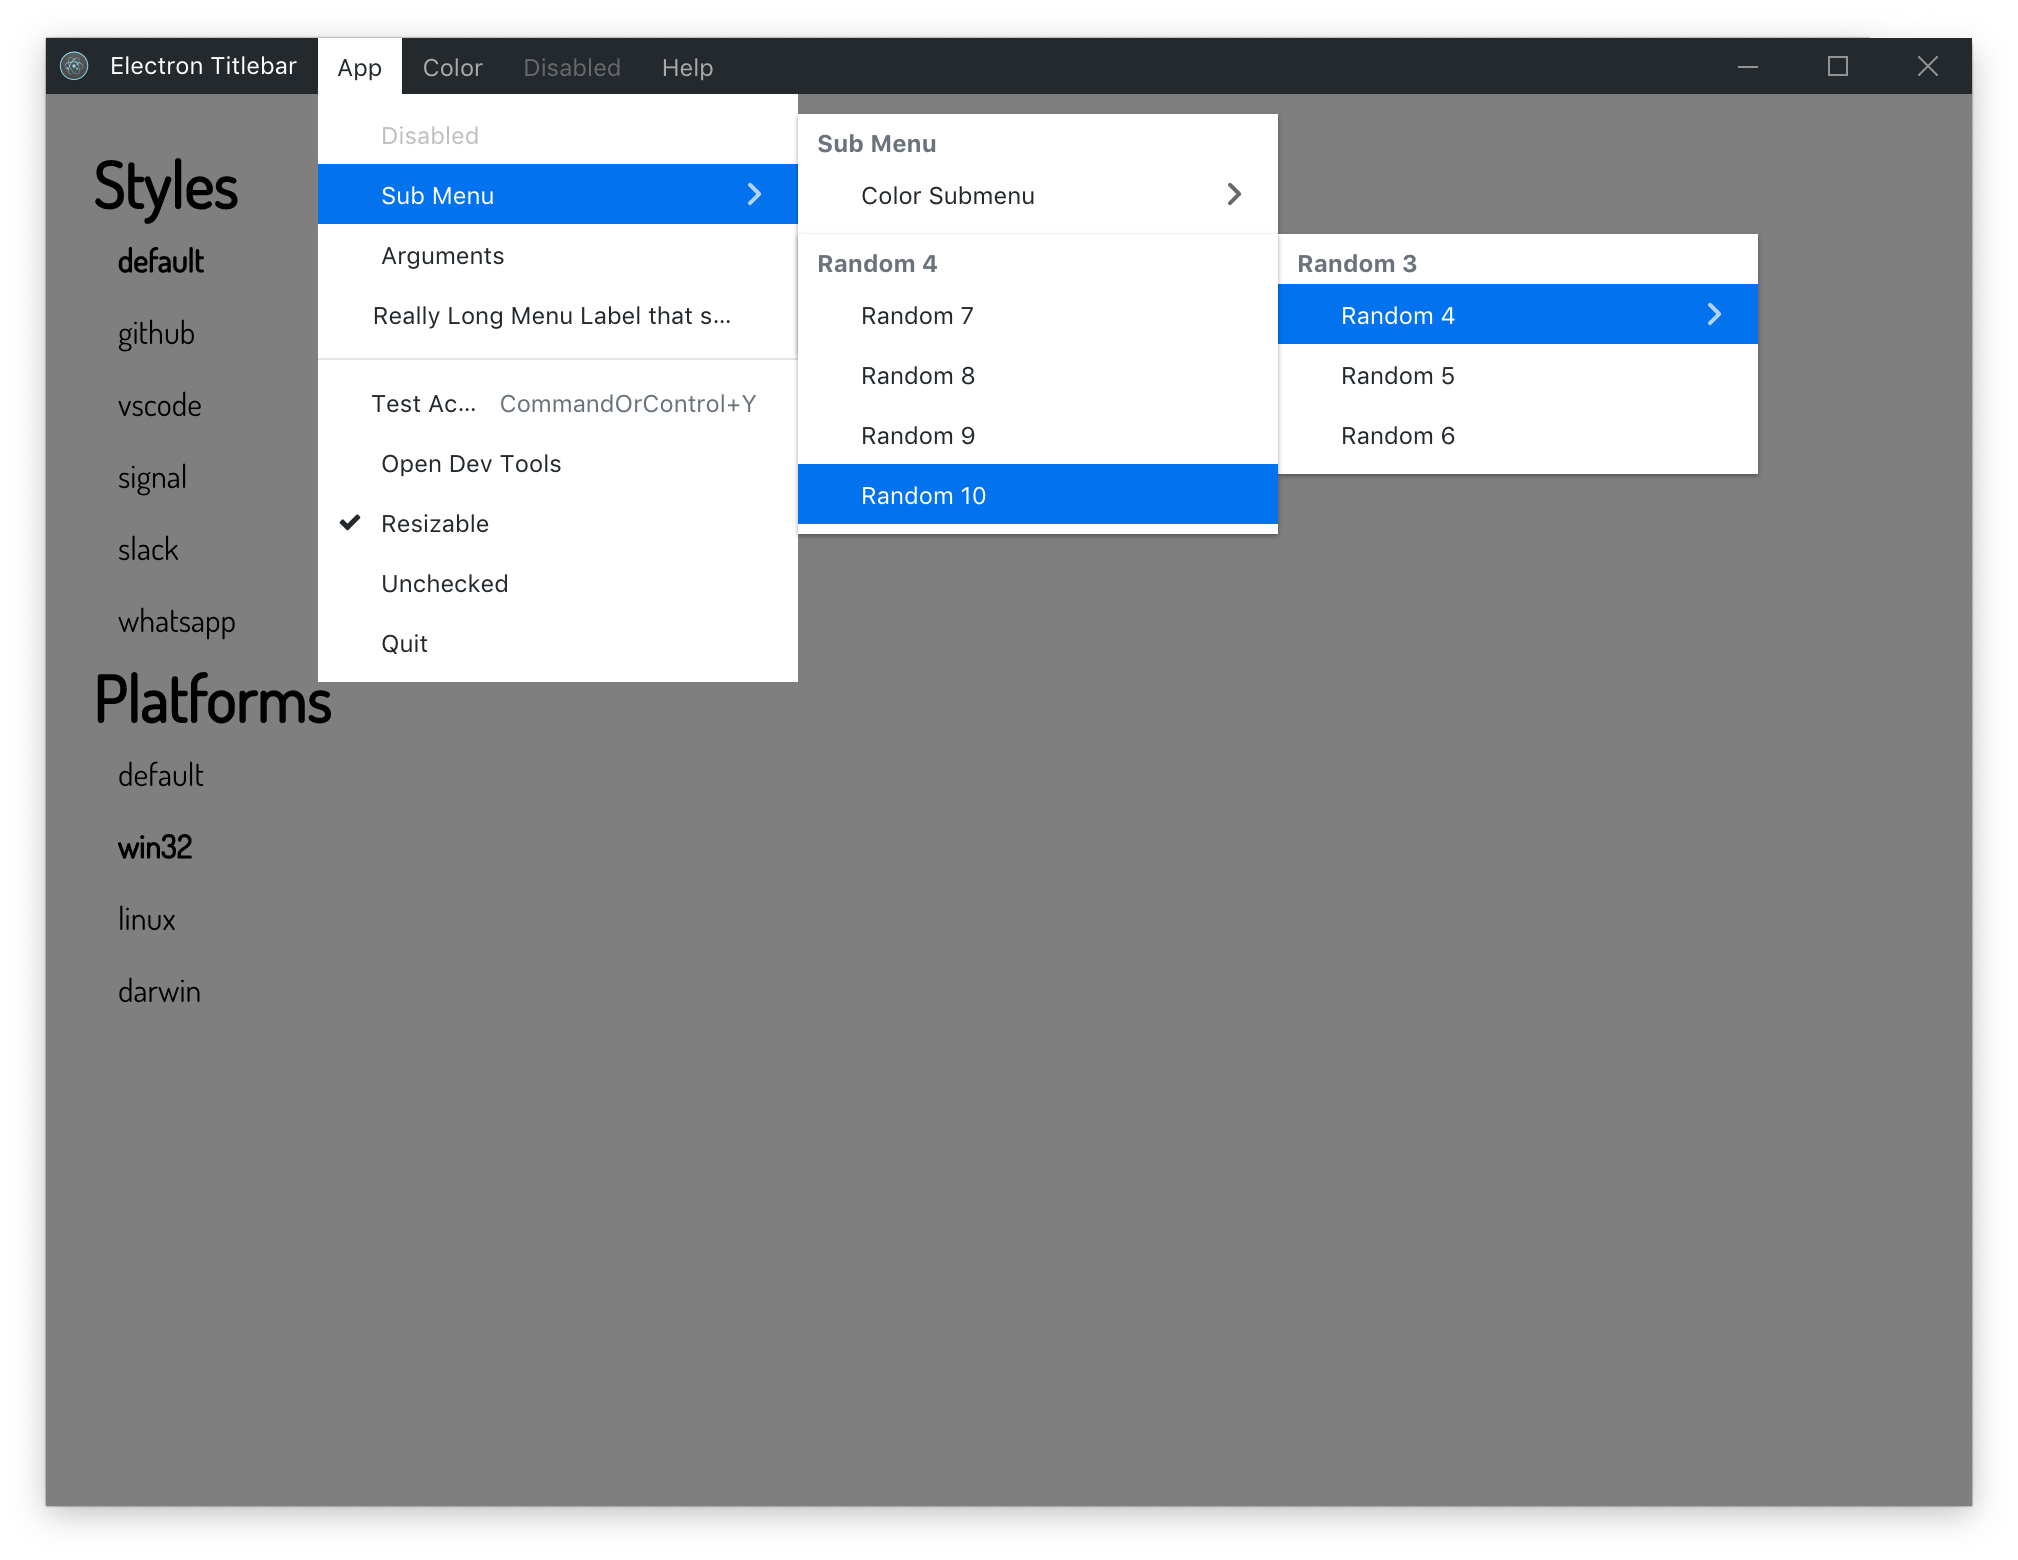 Electron Titlebar
App
Color
Disabled
Help
Styles
default
github
vscode
signal
slack
whatsapp
Platforms
default
win32
linux
darwin
Disabled
Sub Menu
Arguments
Really Long Menu Label that s...
Test Ac... CommandOrControl+Y
Open Dev Tools
Resizable
Unchecked
Quit
Sub Menu
Color Submenu
Random 4
Random 7
Random 8
Random 9
Random 10
Random 3
Random 4
Random 5
Random 6